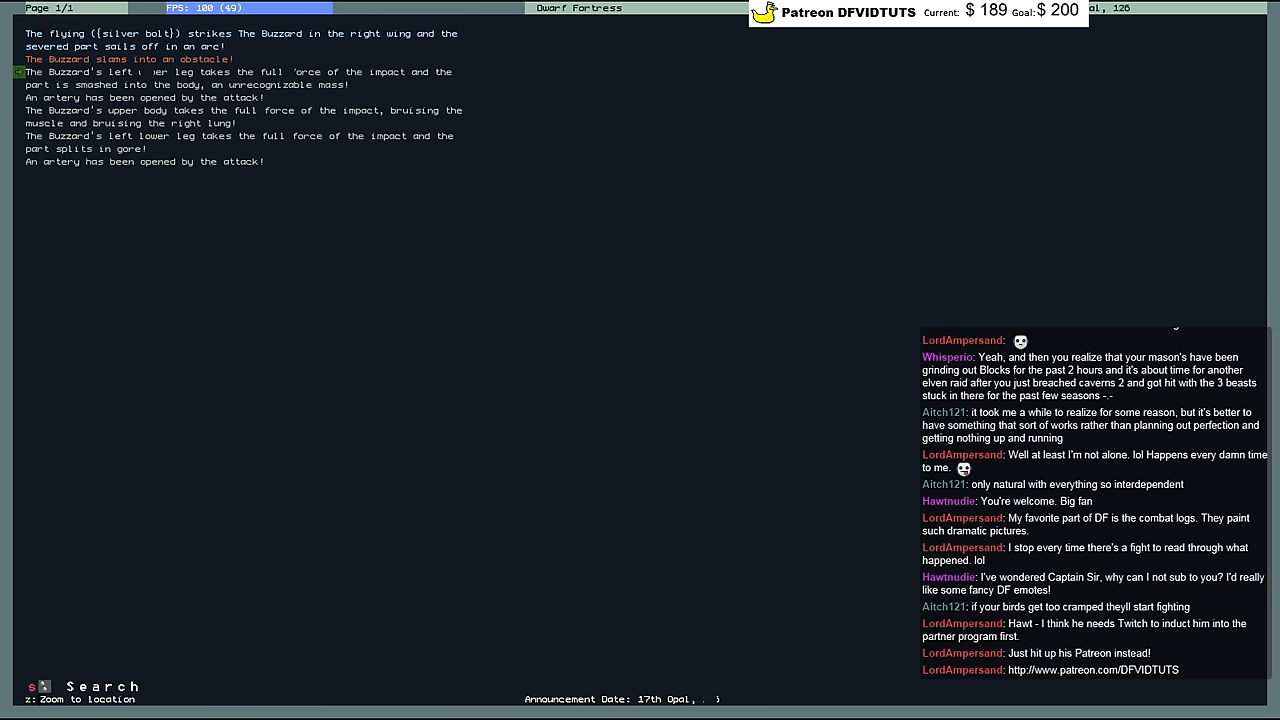 Page 1/1
FPS: 100 (49)
Dwarf Fortress
Patreon DFVIDTUTS Current: $ 189 Goal: $ 200
al, 126
The flying ({silver bolt}) strikes The Buzzard in the right wing and the
severed part sails off in an arc!
The Buzzard slams into an obstacle!
The Buzzard's left leg takes the full force of the impact and the
part is smashed into the body, an unrecognizable mass!
An artery has been opened by the attack!
The Buzzard's upper body takes the full force of the impact, bruising the
muscle and bruising the right lung!
The Buzzard's left lower leg takes the full force of the impact and the
part splits in gore!
An artery has been opened by the attack!
LordAmpersand:
Whisperio: Yeah, and then you realize that your mason's have been
grinding out Blocks for the past 2 hours and it's about time for another
elven raid after you just breached caverns 2 and got hit with the 3 beasts
stuck in there for the past few seasons -.-
Aitch121: it took me a while to realize for some reason, but it's better to
have something that sort of works rather than planning out perfection and
getting nothing up and running
LordAmpersand: Well at least I'm not alone. lol Happens every damn time
to me.
Aitch121: only natural with everything so interdependent
Hawtnudie: You're welcome. Big fan
LordAmpersand: My favorite part of DF is the combat logs. They paint
such dramatic pictures.
LordAmpersand: I stop every time there's a fight to read through what
happened. lol
Hawtnudie: I've wondered Captain Sir, why can I not sub to you? I'd really
like some fancy DF emotes!
Aitch121: if your birds get too cramped theyll start fighting
LordAmpersand: Hawt - I think he needs Twitch to induct him into the
partner program first.
LordAmpersand: Just hit up his Patreon instead!
LordAmpersand: http://www.patreon.com/DFVIDTUTS
s Search
z: Zoom to location
Announcement Date: 17th Opal,